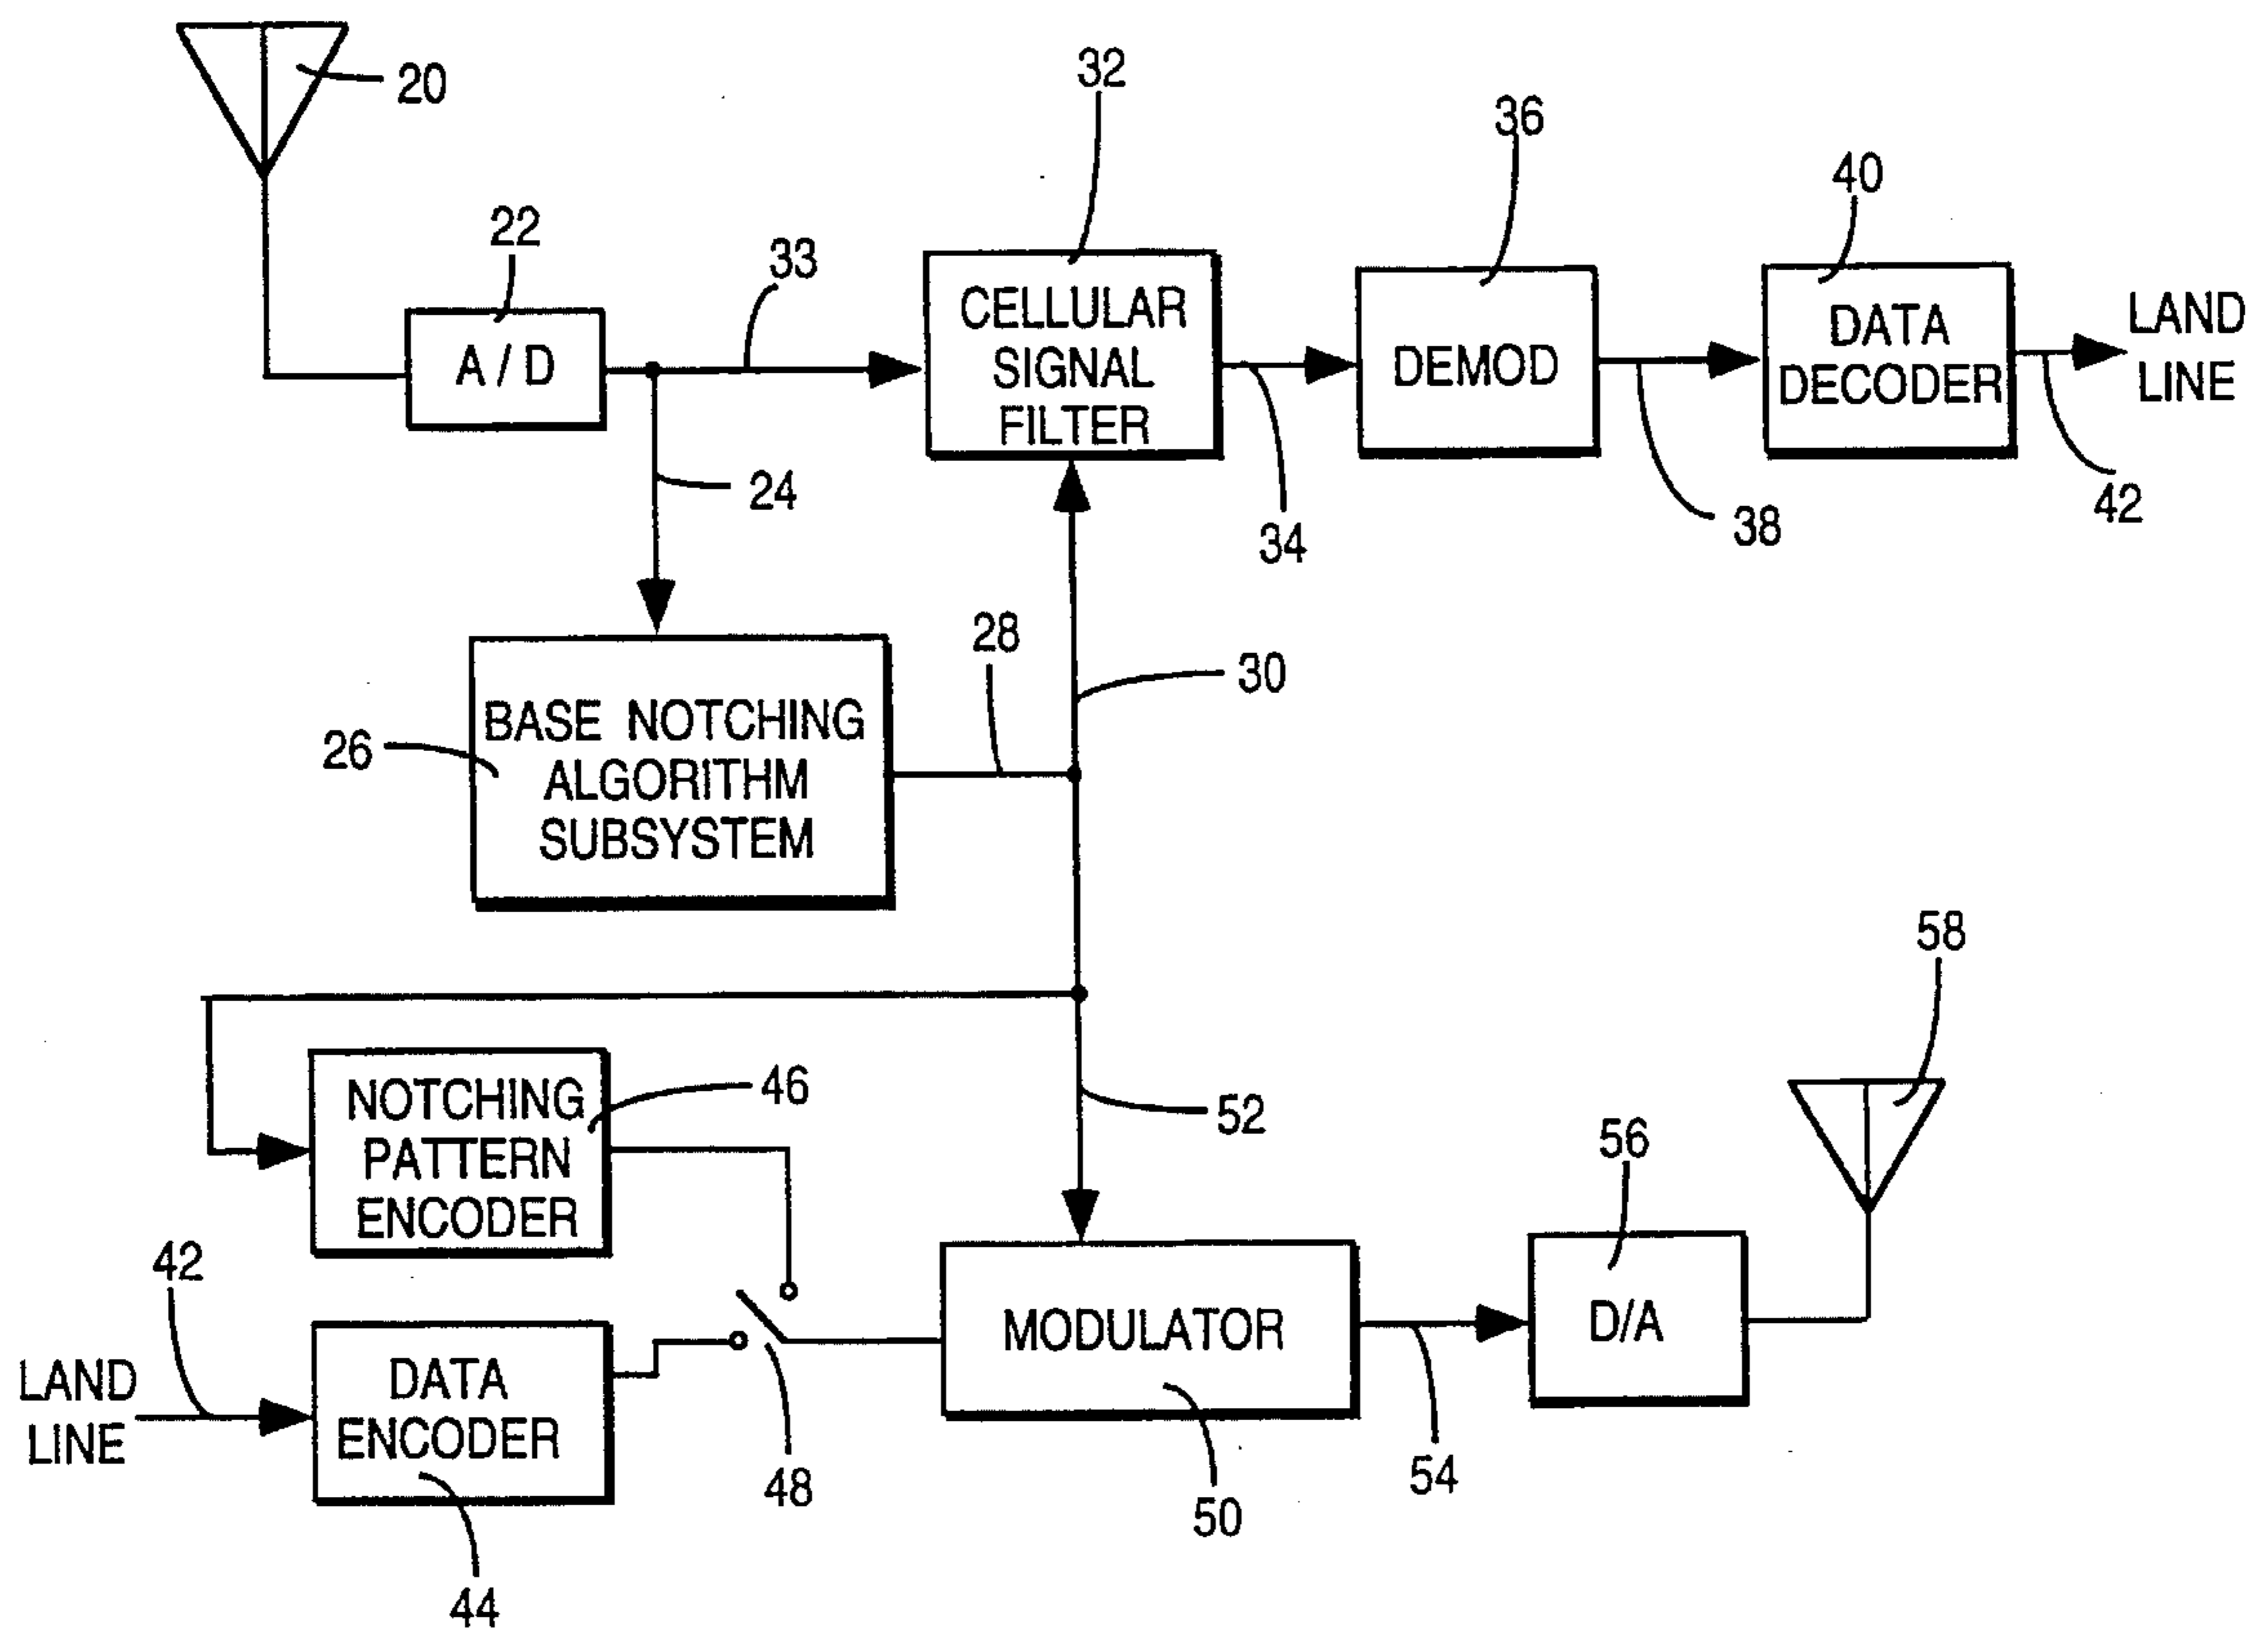 20
32
36
40
22
33
A / D
CELLULAR
SIGNAL
FILTER
DEMOD
DATA
DECODER
LAND
LINE
24
34
38
42
28
30
26
BASE NOTCHING
ALGORITHM
SUBSYSTEM
58
46
NOTCHING
PATTERN
ENCODER
52
56
42
LAND
LINE
DATA
ENCODER
MODULATOR
D/A
48
54
50
44